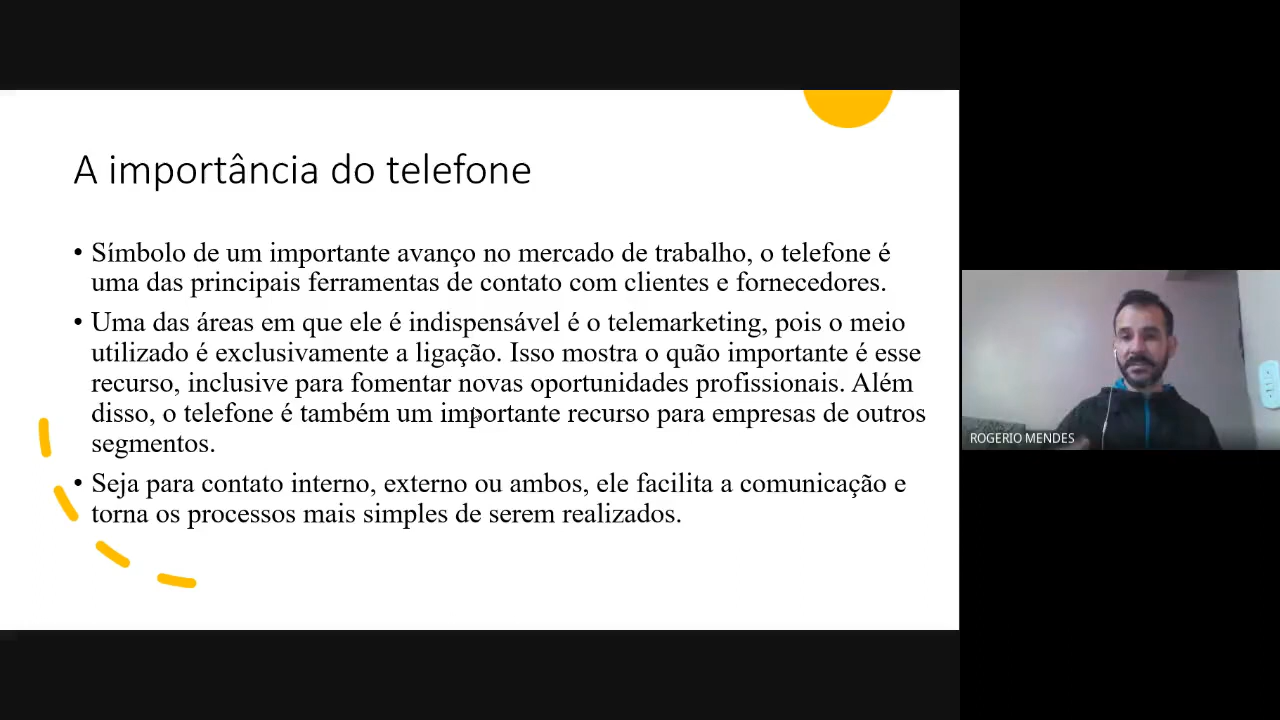 A importância do telefone
• Símbolo de um importante avanço no mercado de trabalho, o telefone é
uma das principais ferramentas de contato com clientes e fornecedores.
• Uma das áreas em que ele é indispensável é o telemarketing, pois o meio
utilizado é exclusivamente a ligação. Isso mostra o quão importante é esse
recurso, inclusive para fomentar novas oportunidades profissionais. Além
disso, o telefone é também um importante recurso para empresas de outros
segmentos.
• Seja para contato interno, externo ou ambos, ele facilita a comunicação e
torna os processos mais simples de serem realizados.
ROGERIO MENDES